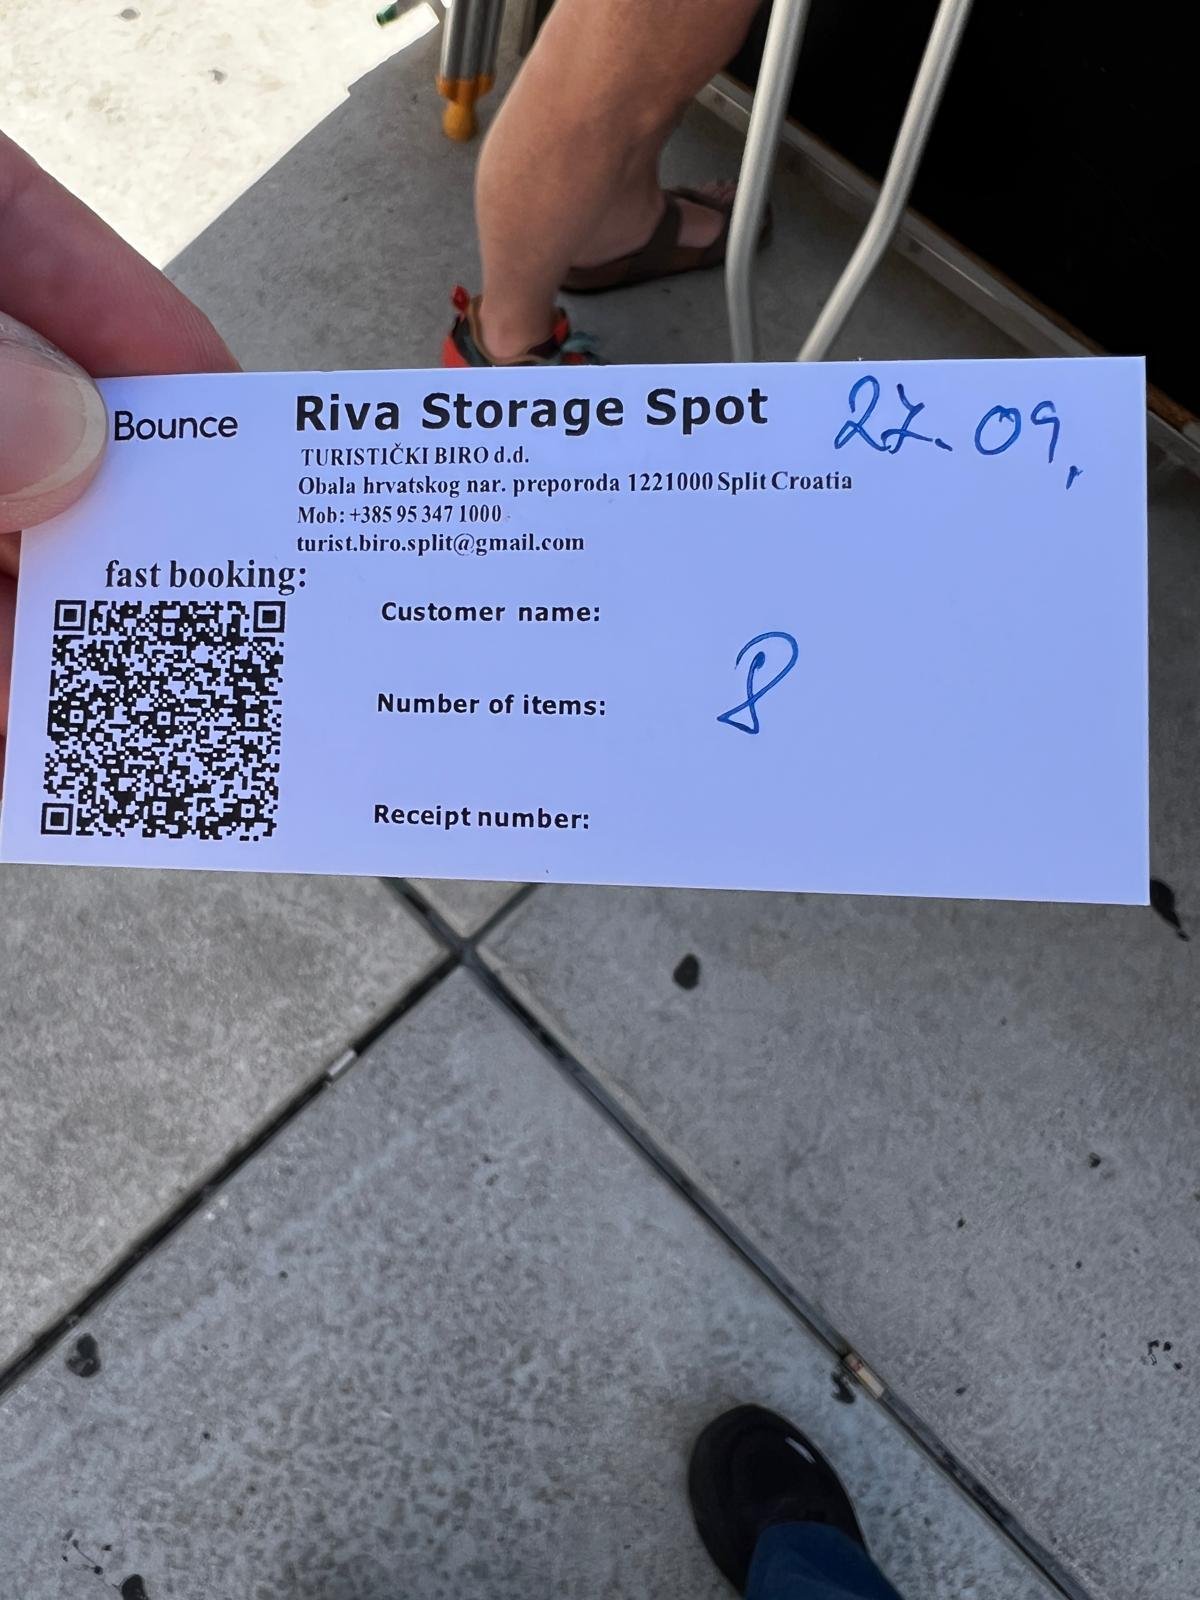 Bounce
Riva Storage Spot
27. 09.
TURISTIČKI BIRO d.d.
Obala hrvatskog nar. preporoda 1221000 Split Croatia
Mob: +385 95 347 1000
turist.biro.split@gmail.com
fast booking:
Customer name:
Number of items: 8
Receipt number: